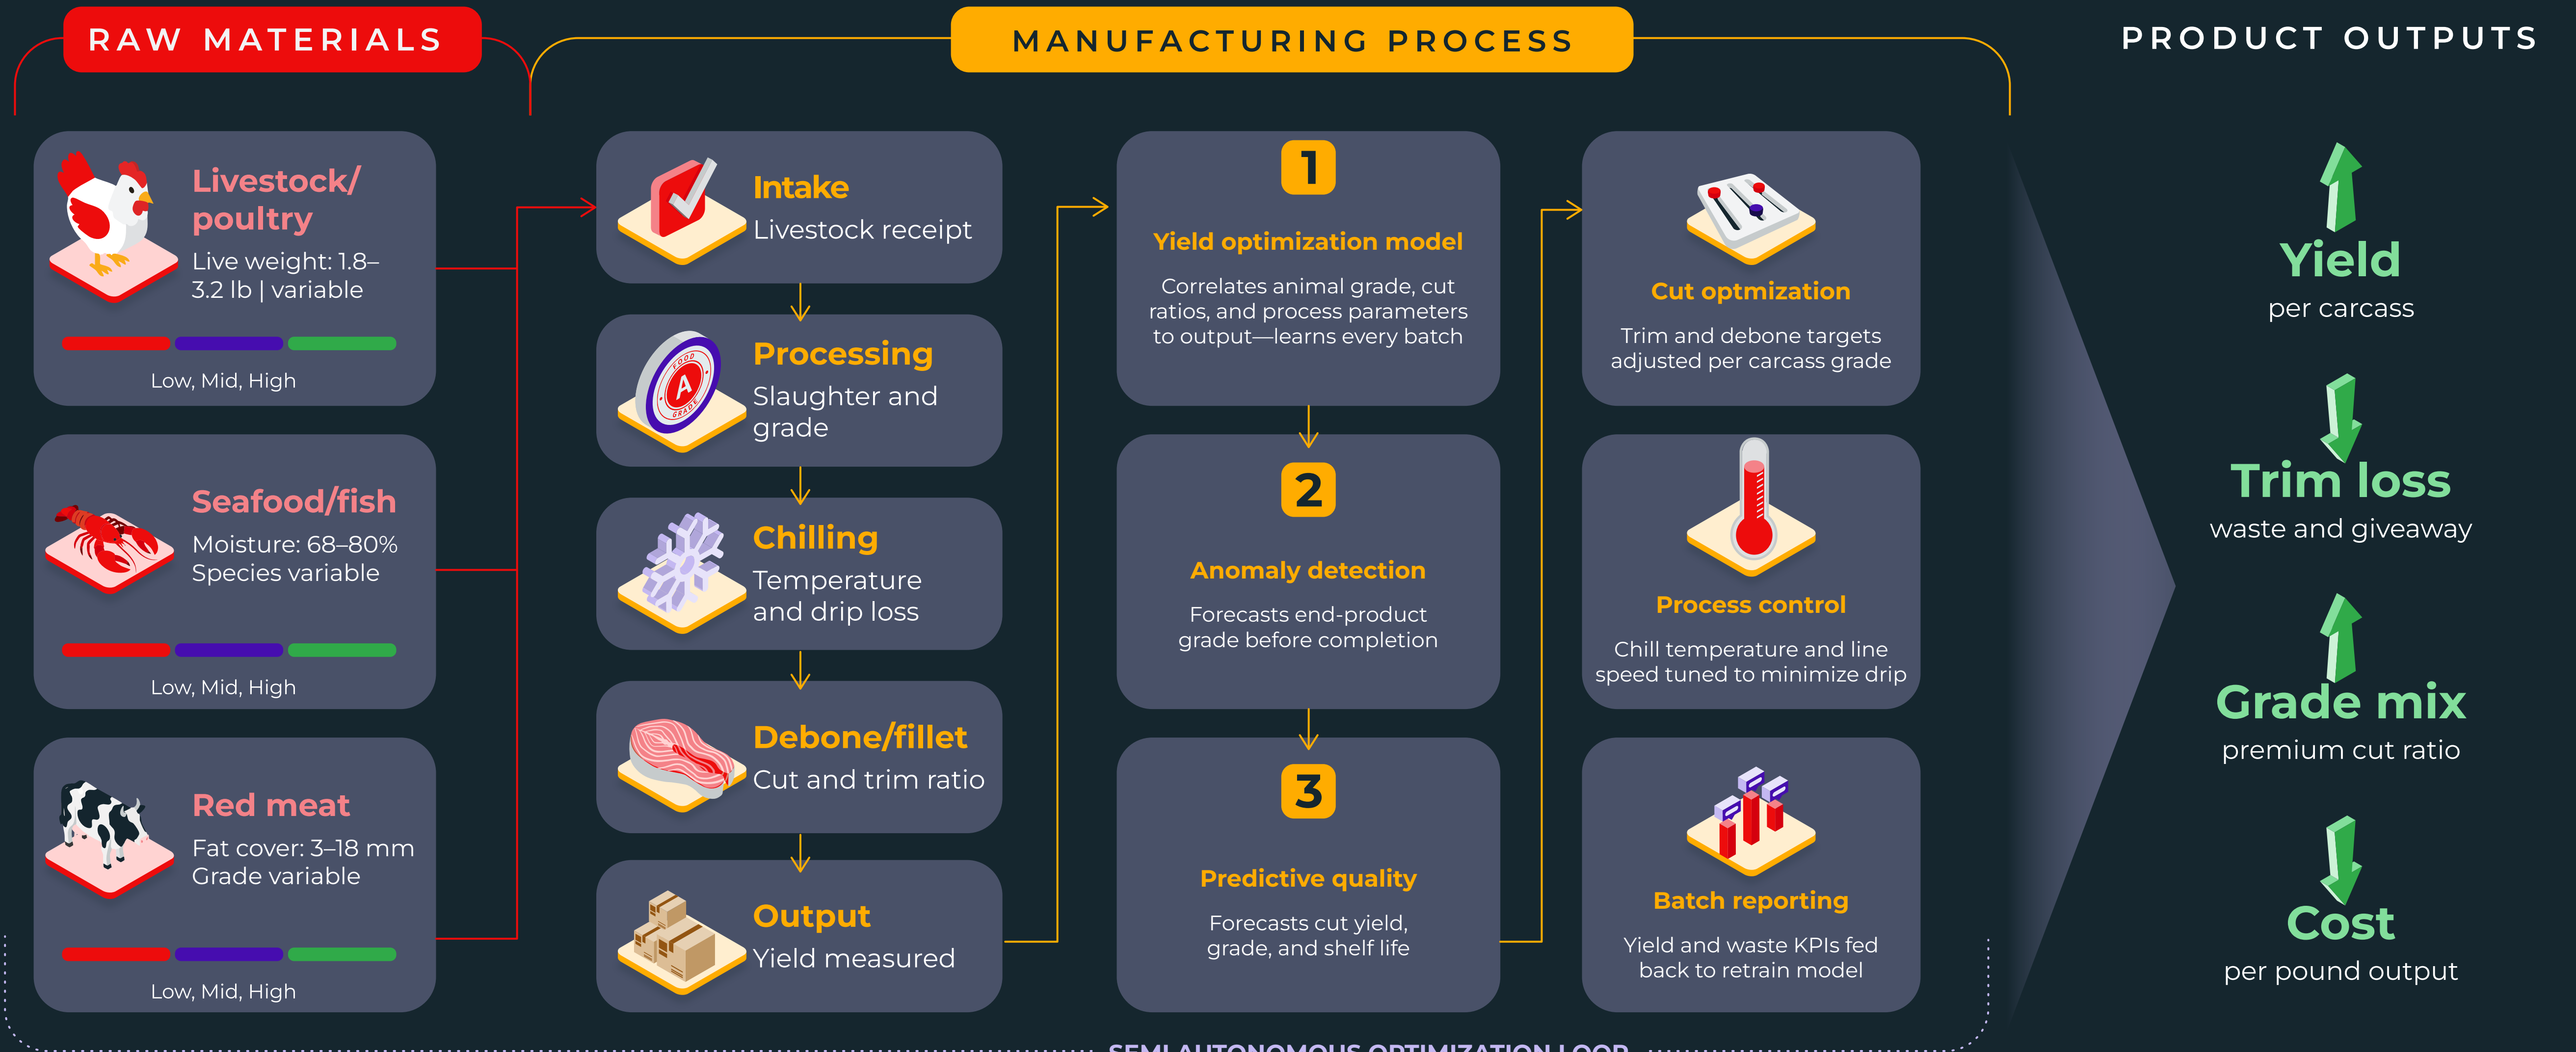 RAW MATERIALS
MANUFACTURING PROCESS
PRODUCT OUTPUTS
Livestock/
poultry
Live weight: 1.8–
3.2 lb | variable
Low, Mid, High
Seafood/fish
Moisture: 68–80%
Species variable
Low, Mid, High
Red meat
Fat cover: 3–18 mm
Grade variable
Low, Mid, High
Intake
Livestock receipt
FOOD
A
GRADE
Processing
Slaughter and
grade
Chilling
Temperature
and drip loss
Debone/fillet
Cut and trim ratio
Output
Yield measured
1
Yield optimization model
Correlates animal grade, cut
ratios, and process parameters
to output—learns every batch
2
Anomaly detection
Forecasts end-product
grade before completion
3
Predictive quality
Forecasts cut yield,
grade, and shelf life
Cut optmization
Trim and debone targets
adjusted per carcass grade
Process control
Chill temperature and line
speed tuned to minimize drip
Batch reporting
Yield and waste KPIs fed
back to retrain model
Yield
per carcass
Trim loss
waste and giveaway
Grade mix
premium cut ratio
Cost
per pound output
SEMI AUTONOMOUS OPTIMIZATION LOOP